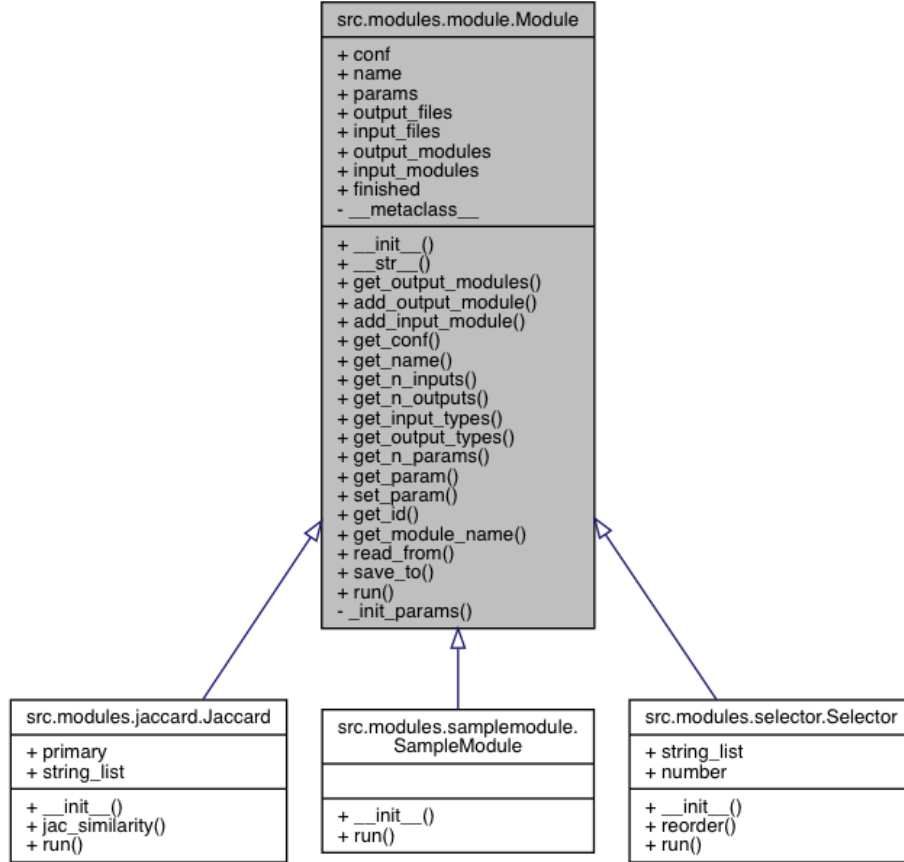 src.modules.module.Module
+ conf
+ name
+ params
+ output_files
+ input_files
+ output_modules
+ input_modules
+ finished
- __metaclass__
+ __init__()
+ __str__()
+ get_output_modules()
+ add_output_module()
+ add_input_module()
+ get_conf()
+ get_name()
+ get_n_inputs()
+ get_n_outputs()
+ get_input_types()
+ get_output_types()
+ get_n_params()
+ get_param()
+ set_param()
+ get_id()
+ get_module_name()
+ read_from()
+ save_to()
+ run()
- _init_params()
src.modules.jaccard.Jaccard
+ primary
+ string_list
+ __init__()
+ jac_similarity()
+ run()
src.modules.samplemodule.
SampleModule
+ __init__()
+ run()
src.modules.selector.Selector
+ string_list
+ number
+ __init__()
+ reorder()
+ run()